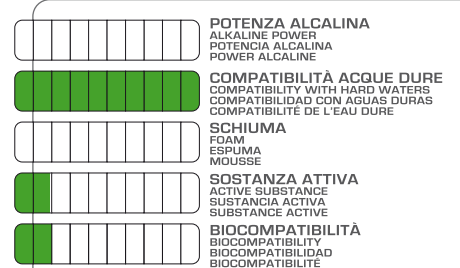 POTENZA ALCALINA
ALKALINE POWER
POTENCIA ALCALINA
POWER ALCALINE
COMPATIBILITÀ ACQUE DURE
COMPATIBILITY WITH HARD WATERS
COMPATIBILIDAD CON AGUAS DURAS
COMPATIBILITÉ DE L'EAU DURE
SCHIUMA
FOAM
ESPUMA
MOUSSE
SOSTANZA ATTIVA
ACTIVE SUBSTANCE
SUSTANCIA ACTIVA
SUBSTANCE ACTIVE
BIOCOMPATIBILITÀ
BIOCOMPATIBILITY
BIOCOMPATIBILIDAD
BIOCOMPATIBILITÉ